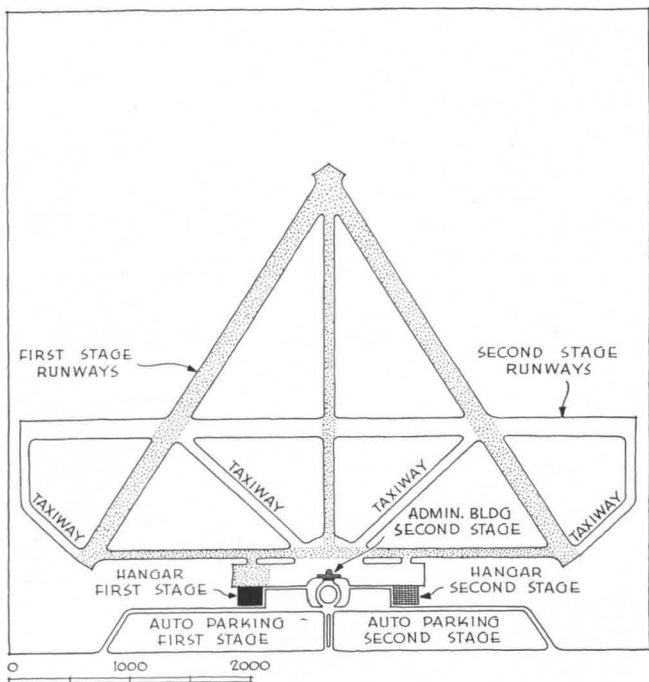 FIRST STAGE
RUNWAYS
SECOND STAGE
RUNWAYS
TAXIWAY
TAXIWAY
TAXIWAY
TAXIWAY
ADMIN. BLDG
SECOND STAGE
HANGAR
FIRST STAGE
HANGAR
SECOND STAGE
AUTO PARKING
FIRST STAGE
AUTO PARKING
SECOND STAGE
0 1000 2000